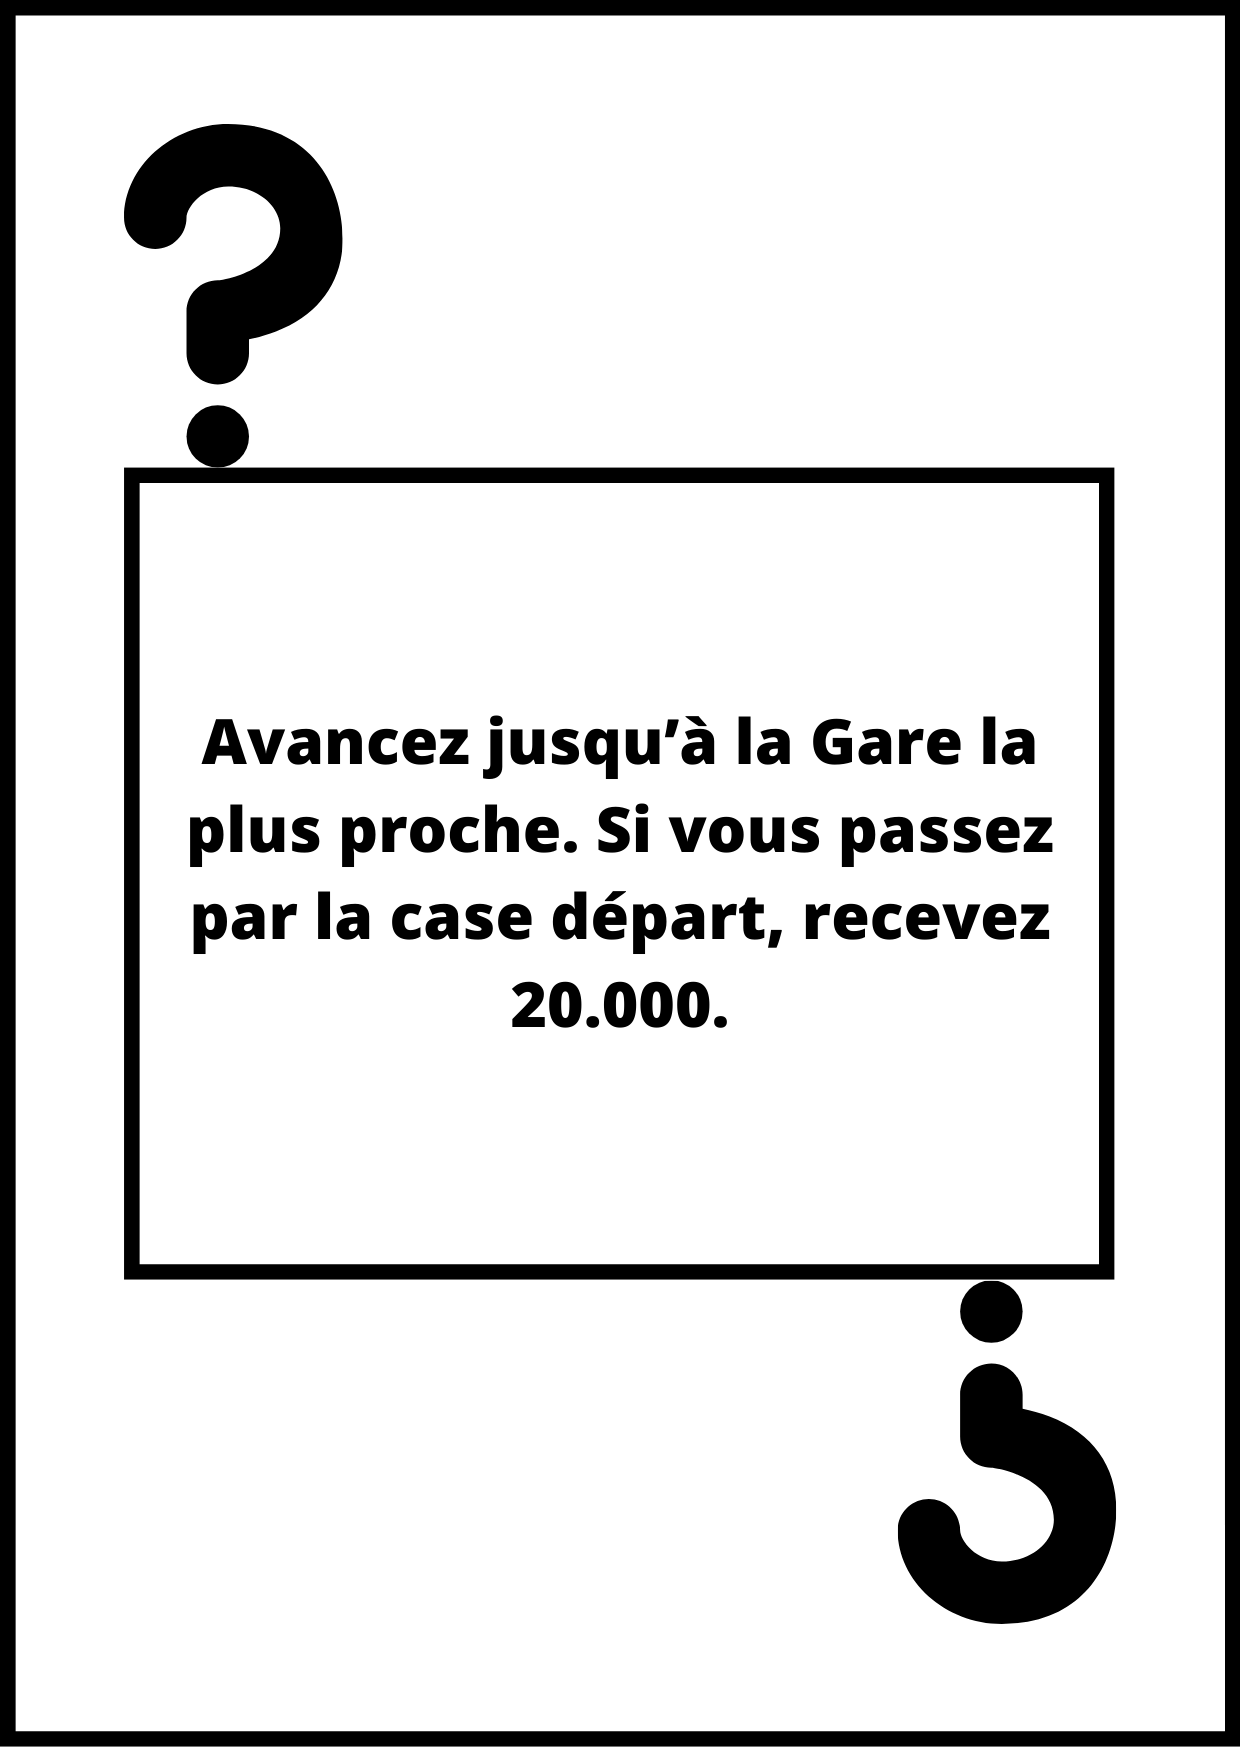 ?
Avancez jusqu’à la Gare la
plus proche. Si vous passez
par la case départ, recevez
20.000.
?